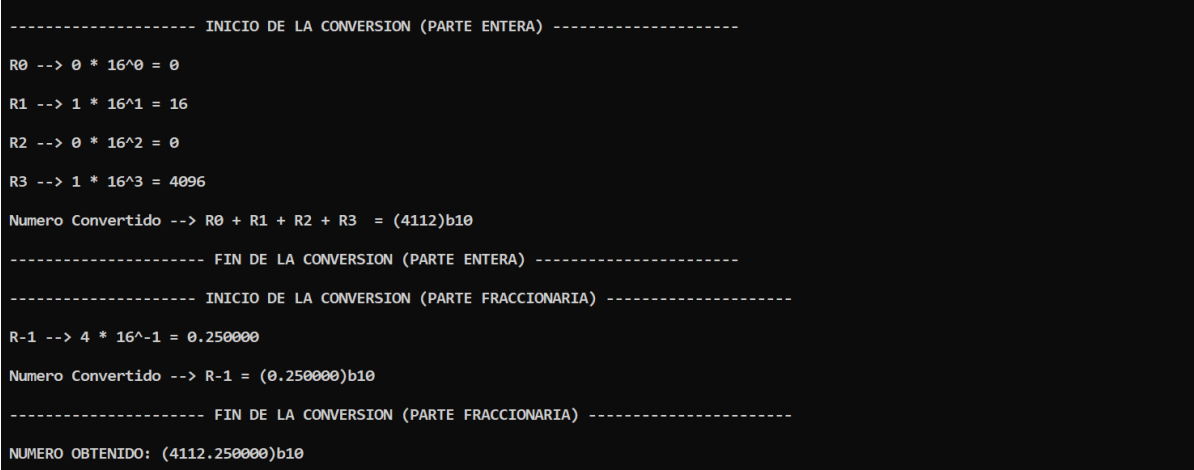 --------------------- INICIO DE LA CONVERSION (PARTE ENTERA) ---------------------
R0 --> 0 * 16^0 = 0
R1 --> 1 * 16^1 = 16
R2 --> 0 * 16^2 = 0
R3 --> 1 * 16^3 = 4096
Numero Convertido --> R0 + R1 + R2 + R3  = (4112)b10
---------------------- FIN DE LA CONVERSION (PARTE ENTERA) -----------------------
--------------------- INICIO DE LA CONVERSION (PARTE FRACCIONARIA) ---------------------
R-1 --> 4 * 16^-1 = 0.250000
Numero Convertido --> R-1 = (0.250000)b10
---------------------- FIN DE LA CONVERSION (PARTE FRACCIONARIA) -----------------------
NUMERO OBTENIDO: (4112.250000)b10